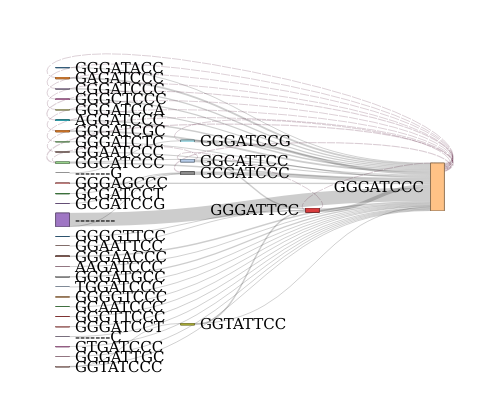 GGGATACC
GAGATCCC
CGGATCCC
GGGCTCCC
GGGATCCA
AGGATCCC
GGGATCGC
GGGATCTC
GGAATCCC
GGCATCCC
-------G
GGGAGCCC
GCGATCCT
GCGATCCG
--------
GGGGTTCC
GGAATTCC
GGGAACCC
AAGATCCC
GGGATGCC
TGGATCCC
GGGGTCCC
GCAATCCC
GGGTTCCC
GGGATCCT
-------C
GTGATCCC
GGGATTGC
GGTATCCC
GGGATCCG
GGCATTCC
GCGATCCC
GGTATTCC
GGGATTCC
GGGATCCC